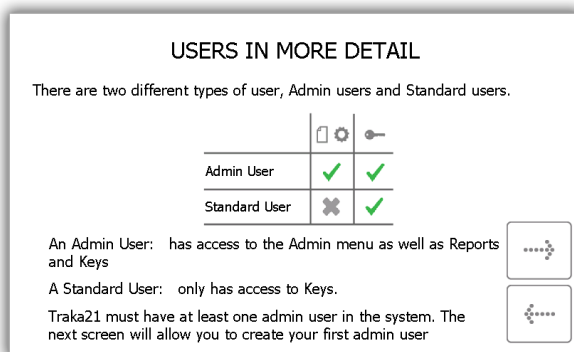 USERS IN MORE DETAIL
There are two different types of user, Admin users and Standard users.
Admin User
Standard User
An Admin User: has access to the Admin menu as well as Reports
and Keys
A Standard User: only has access to Keys.
Traka21 must have at least one admin user in the system. The
next screen will allow you to create your first admin user